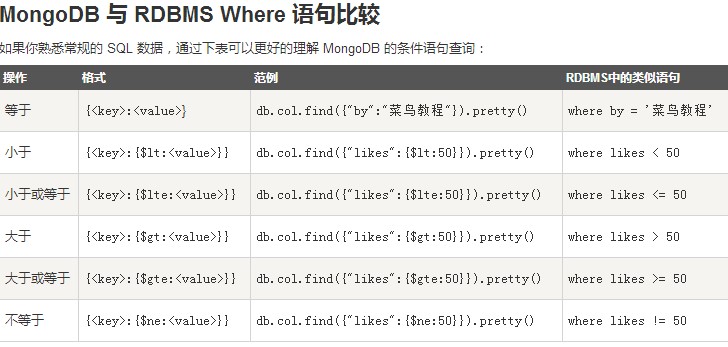 MongoDB 与 RDBMS Where 语句比较
如果你熟悉常规的 SQL 数据，通过下表可以更好的理解 MongoDB 的条件语句查询：
操作 格式 范例 RDBMS中的类似语句
等于 {<key>:<value>} db.col.find({"by":"菜鸟教程"}).pretty() where by = '菜鸟教程'
小于 {<key>:{$lt:<value>}} db.col.find({"likes":{$lt:50}}).pretty() where likes < 50
小于或等于 {<key>:{$lte:<value>}} db.col.find({"likes":{$lte:50}}).pretty() where likes <= 50
大于 {<key>:{$gt:<value>}} db.col.find({"likes":{$gt:50}}).pretty() where likes > 50
大于或等于 {<key>:{$gte:<value>}} db.col.find({"likes":{$gte:50}}).pretty() where likes >= 50
不等于 {<key>:{$ne:<value>}} db.col.find({"likes":{$ne:50}}).pretty() where likes != 50